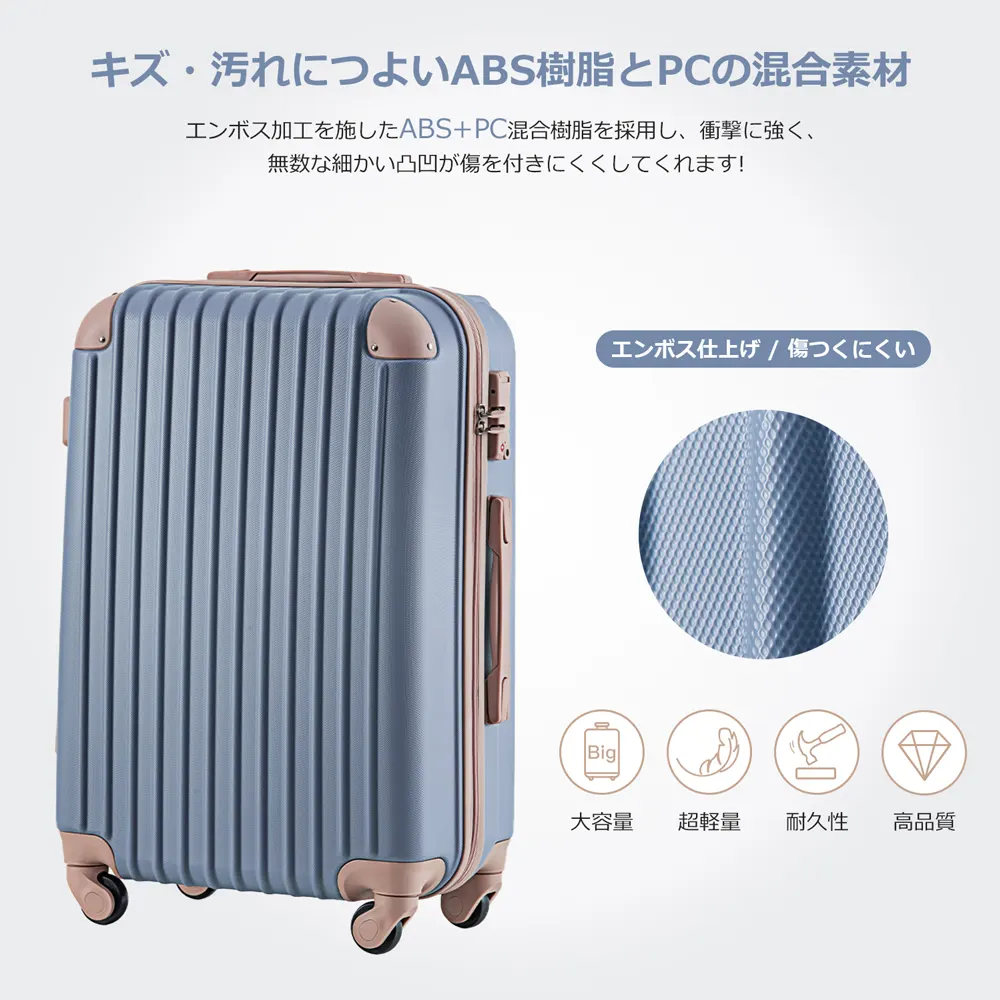 キズ・汚れにつよいABS樹脂とPCの混合素材
エンボス加工を施したABS+PC混合樹脂を採用し、衝撃に強く、
無数な細かい凸凹が傷を付きにくくしてくれます!
エンボス仕上げ / 傷つくにくい
Big
大容量
超軽量
耐久性
高品質